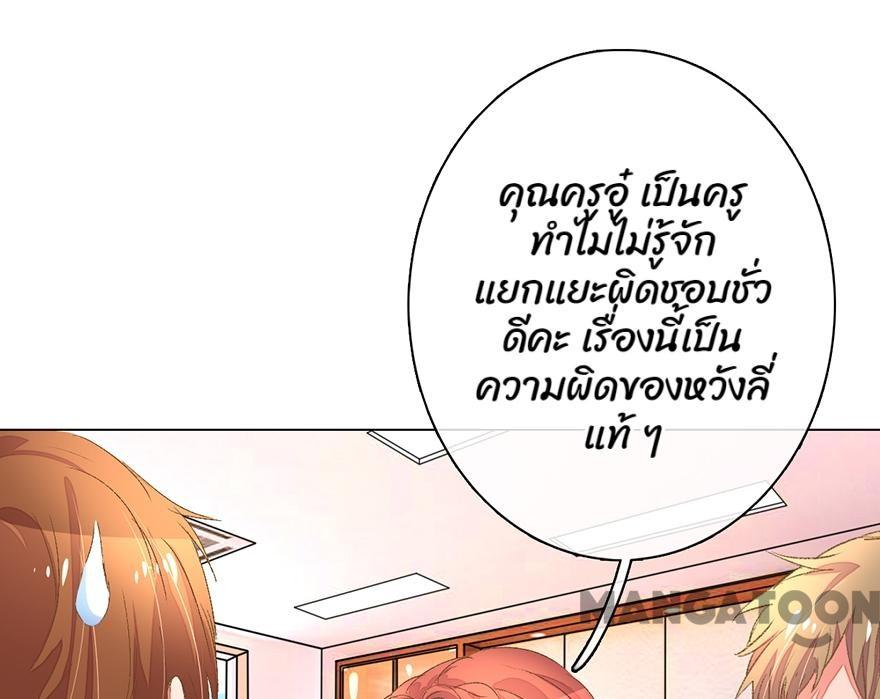 คุณครูอู๋ เป็นครู
ทำไมไม่รู้จัก
แยกแยะผิดชอบชั่ว
ดีคะ เรื่องนี้เป็น
ความผิดของหวังลี่
แท้ ๆ
MANGATOON